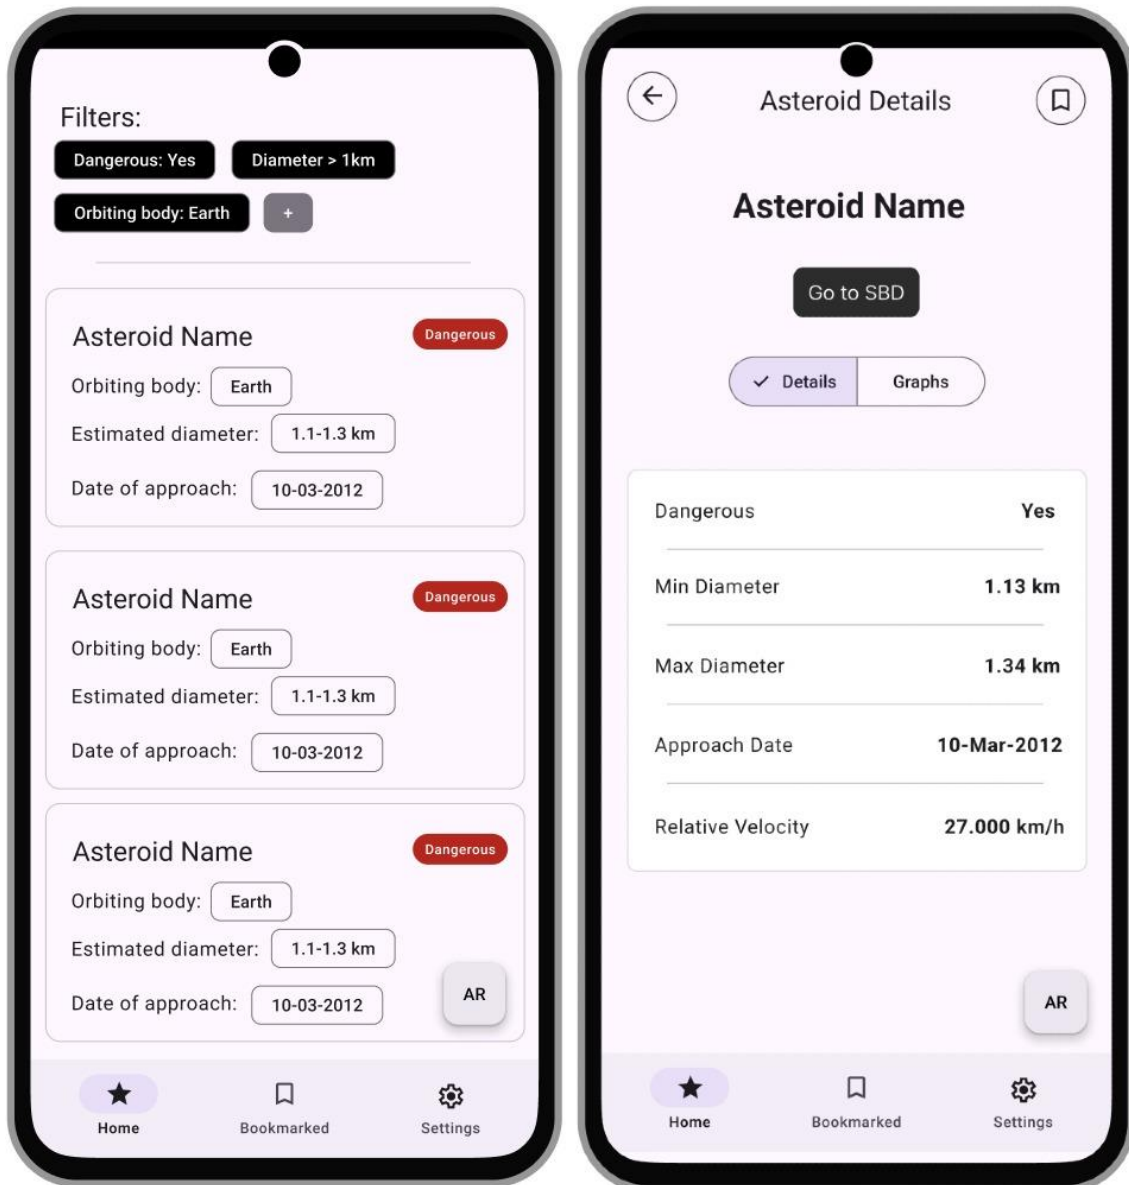 Filters:
Dangerous: Yes Diameter > 1km
Orbiting body: Earth +
Asteroid Name Dangerous
Orbiting body: Earth
Estimated diameter: 1.1-1.3 km
Date of approach: 10-03-2012
Asteroid Name Dangerous
Orbiting body: Earth
Estimated diameter: 1.1-1.3 km
Date of approach: 10-03-2012
Asteroid Name Dangerous
Orbiting body: Earth
Estimated diameter: 1.1-1.3 km
Date of approach: 10-03-2012
AR
Home Bookmarked Settings
Asteroid Details
Asteroid Name
Go to SBD
Details Graphs
Dangerous Yes
Min Diameter 1.13 km
Max Diameter 1.34 km
Approach Date 10-Mar-2012
Relative Velocity 27.000 km/h
AR
Home Bookmarked Settings